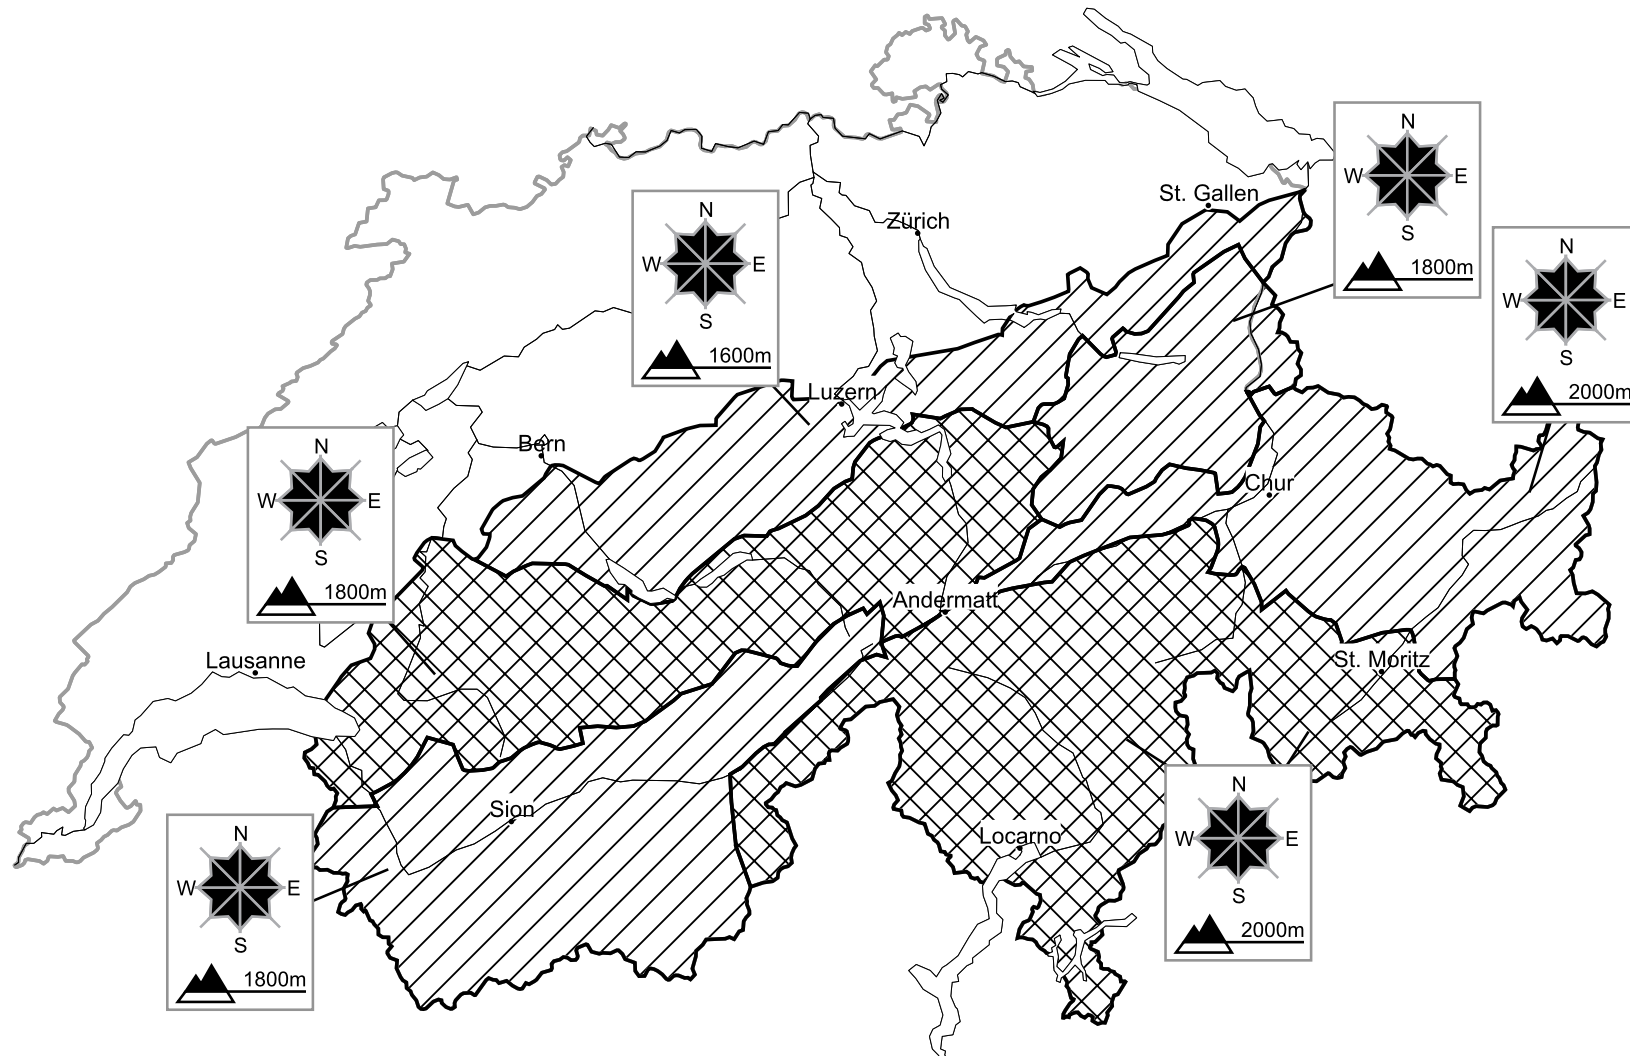 N
W E
S
1800m
St. Gallen
N
W E
S
1600m
Zürich
N
W E
S
2000m
Luzern
Bern
N
W E
S
1800m
Chur
Andermatt
Lausanne
St. Moritz
Sion
N
W E
S
1800m
Locarno
N
W E
S
2000m